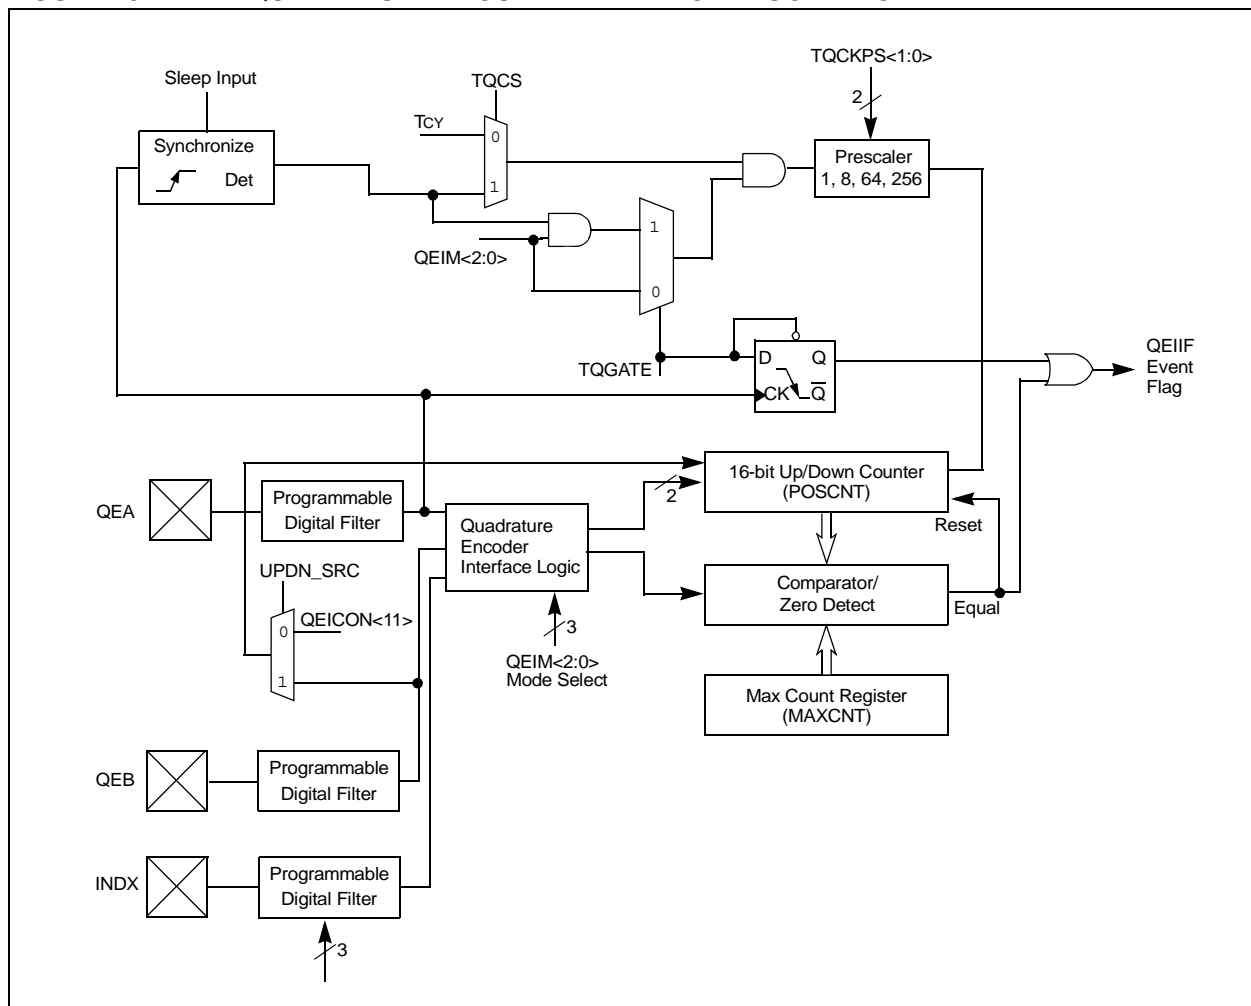 TQCKPS<1:0>
Sleep Input
TQCS
2
TCY
0
Synchronize
Det
1
Prescaler
1, 8, 64, 256
1
QEIM<2:0>
0
D
Q
TQGATE
CK
Q
QEIIF
Event
Flag
16-bit Up/Down Counter
(POSCNT)
2
Programmable
Digital Filter
QEA
Quadrature
Encoder
Interface Logic
Reset
UPDN_SRC
Comparator/
Zero Detect
Equal
0
QEICON<11>
3
1
QEIM<2:0>
Mode Select
Max Count Register
(MAXCNT)
QEB
Programmable
Digital Filter
INDX
Programmable
Digital Filter
3